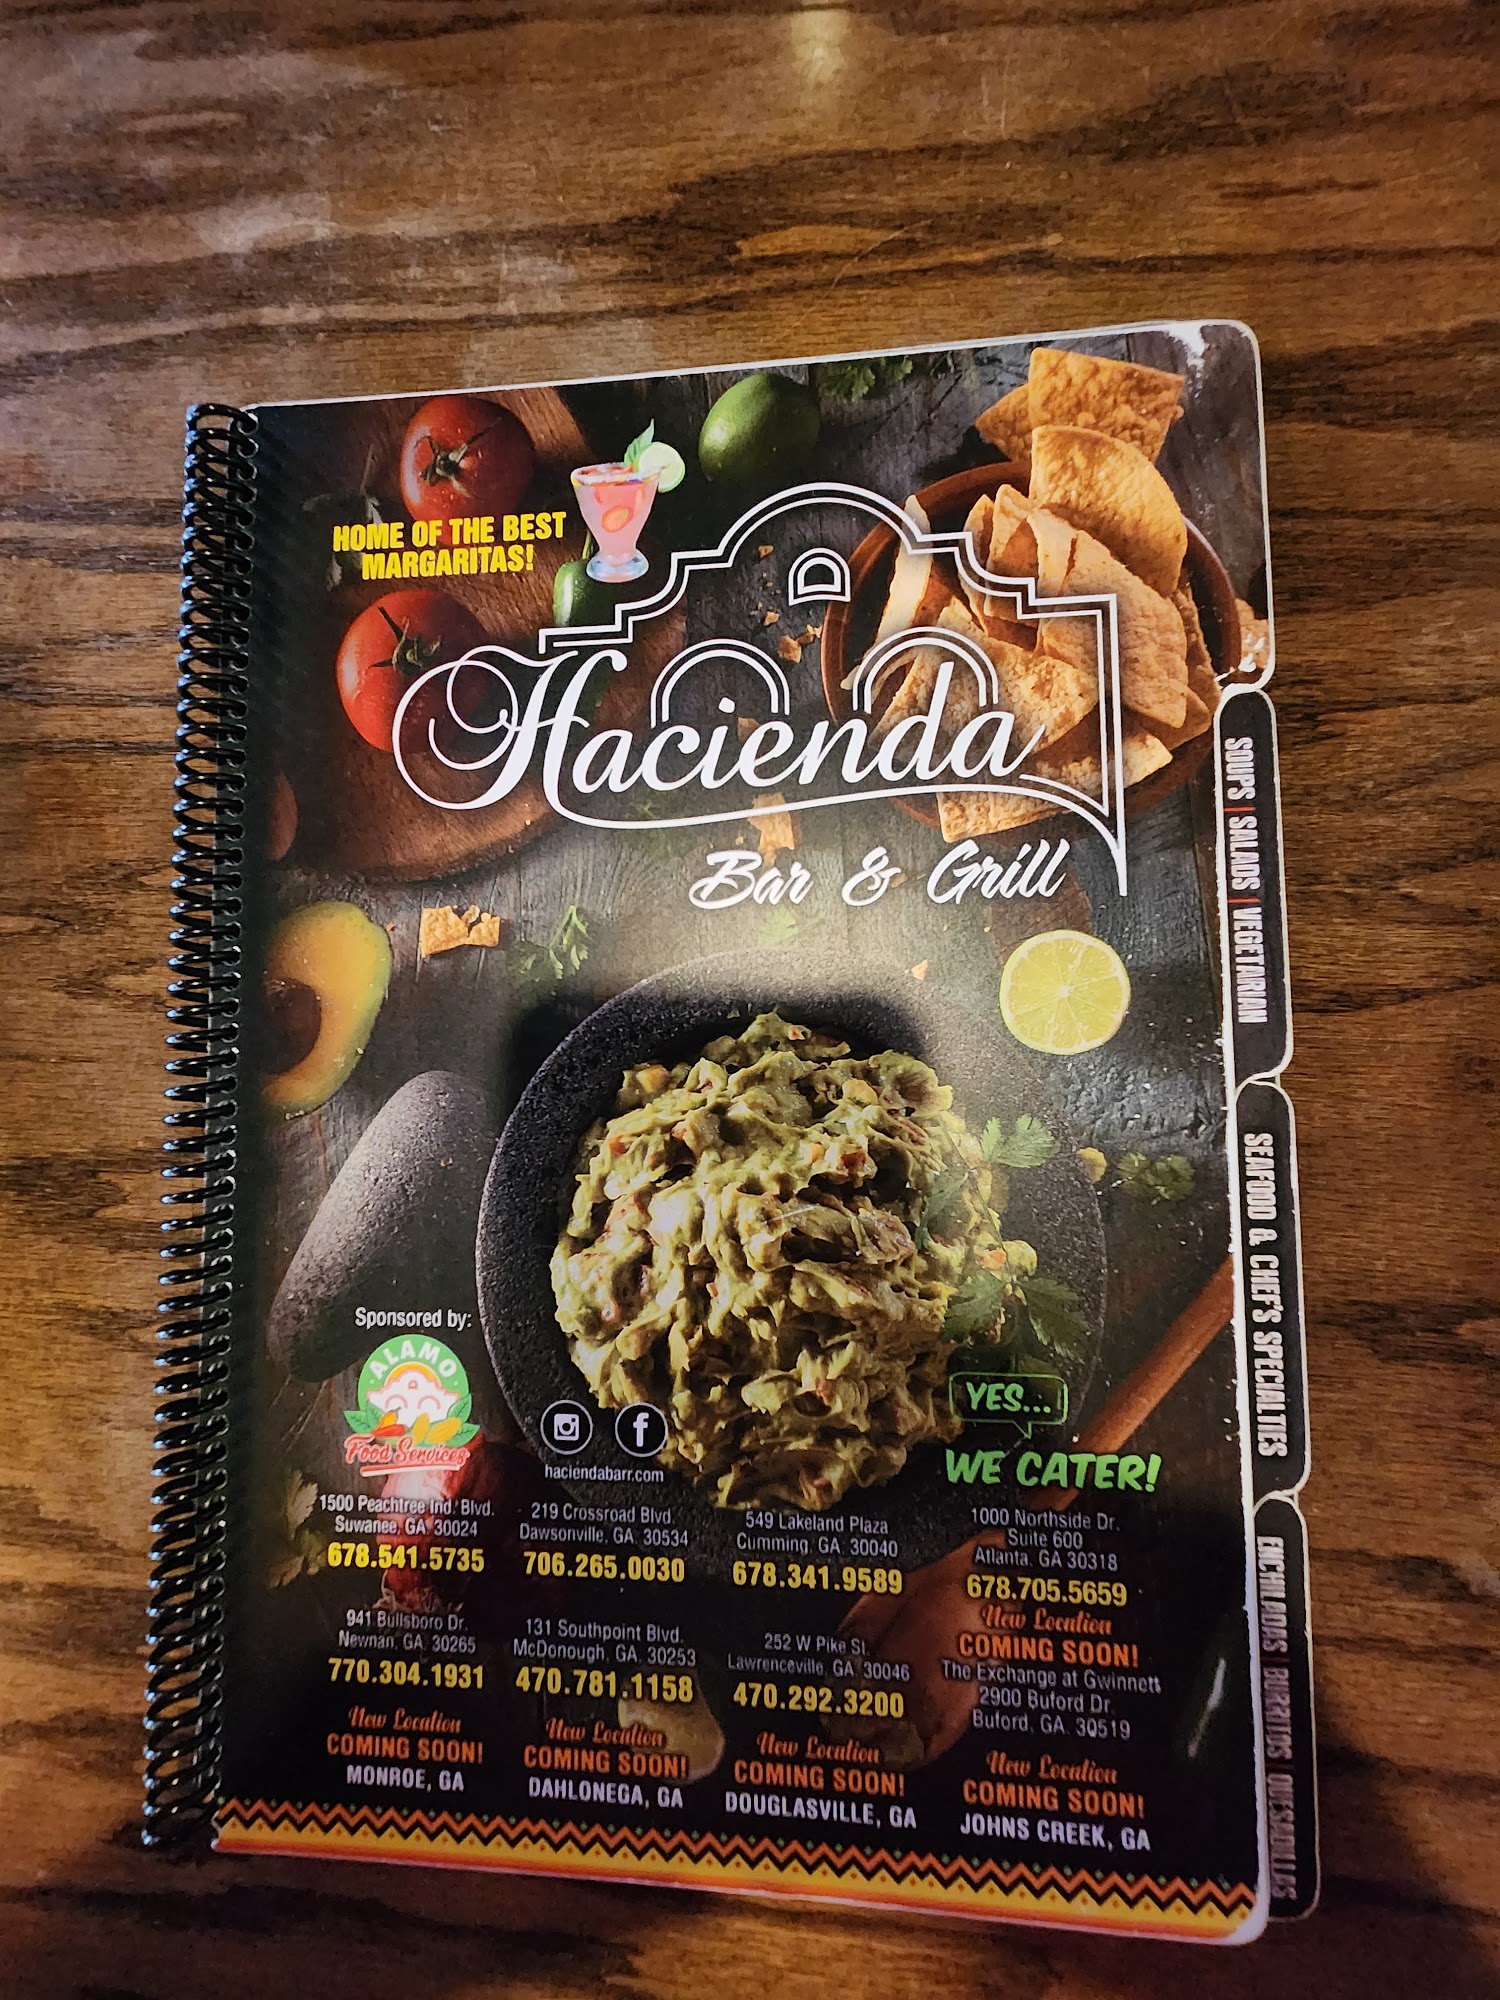 HOME OF THE BEST
MARGARITAS!
Hacienda
Bar & Grill
SOUPS | SALADS | VEGETARIAN
SEAFOOD & CHEF'S SPECIALTIES
ENCHILADAS | BURRITOS | QUESADILLAS
Sponsored by:
ALAMO
Food Services
haciendabarr.com
YES...
WE CATER!
1500 Peachtree Ind. Blvd.
Suwanee, GA 30024
678.541.5735
219 Crossroad Blvd.
Dawsonville, GA. 30534
706.265.0030
549 Lakeland Plaza
Cumming, GA. 30040
678.341.9589
1000 Northside Dr.
Suite 600
Atlanta, GA 30318
678.705.5659
941 Bullsboro Dr.
Newnan, GA. 30265
770.304.1931
131 Southpoint Blvd.
McDonough, GA. 30253
470.781.1158
252 W Pike St.
Lawrenceville, GA. 30046
470.292.3200
New Location
COMING SOON!
The Exchange at Gwinnett
2900 Buford Dr.
Buford, GA. 30519
New Location
COMING SOON!
MONROE, GA
New Location
COMING SOON!
DAHLONEGA, GA
New Location
COMING SOON!
DOUGLASVILLE, GA
New Location
COMING SOON!
JOHNS CREEK, GA